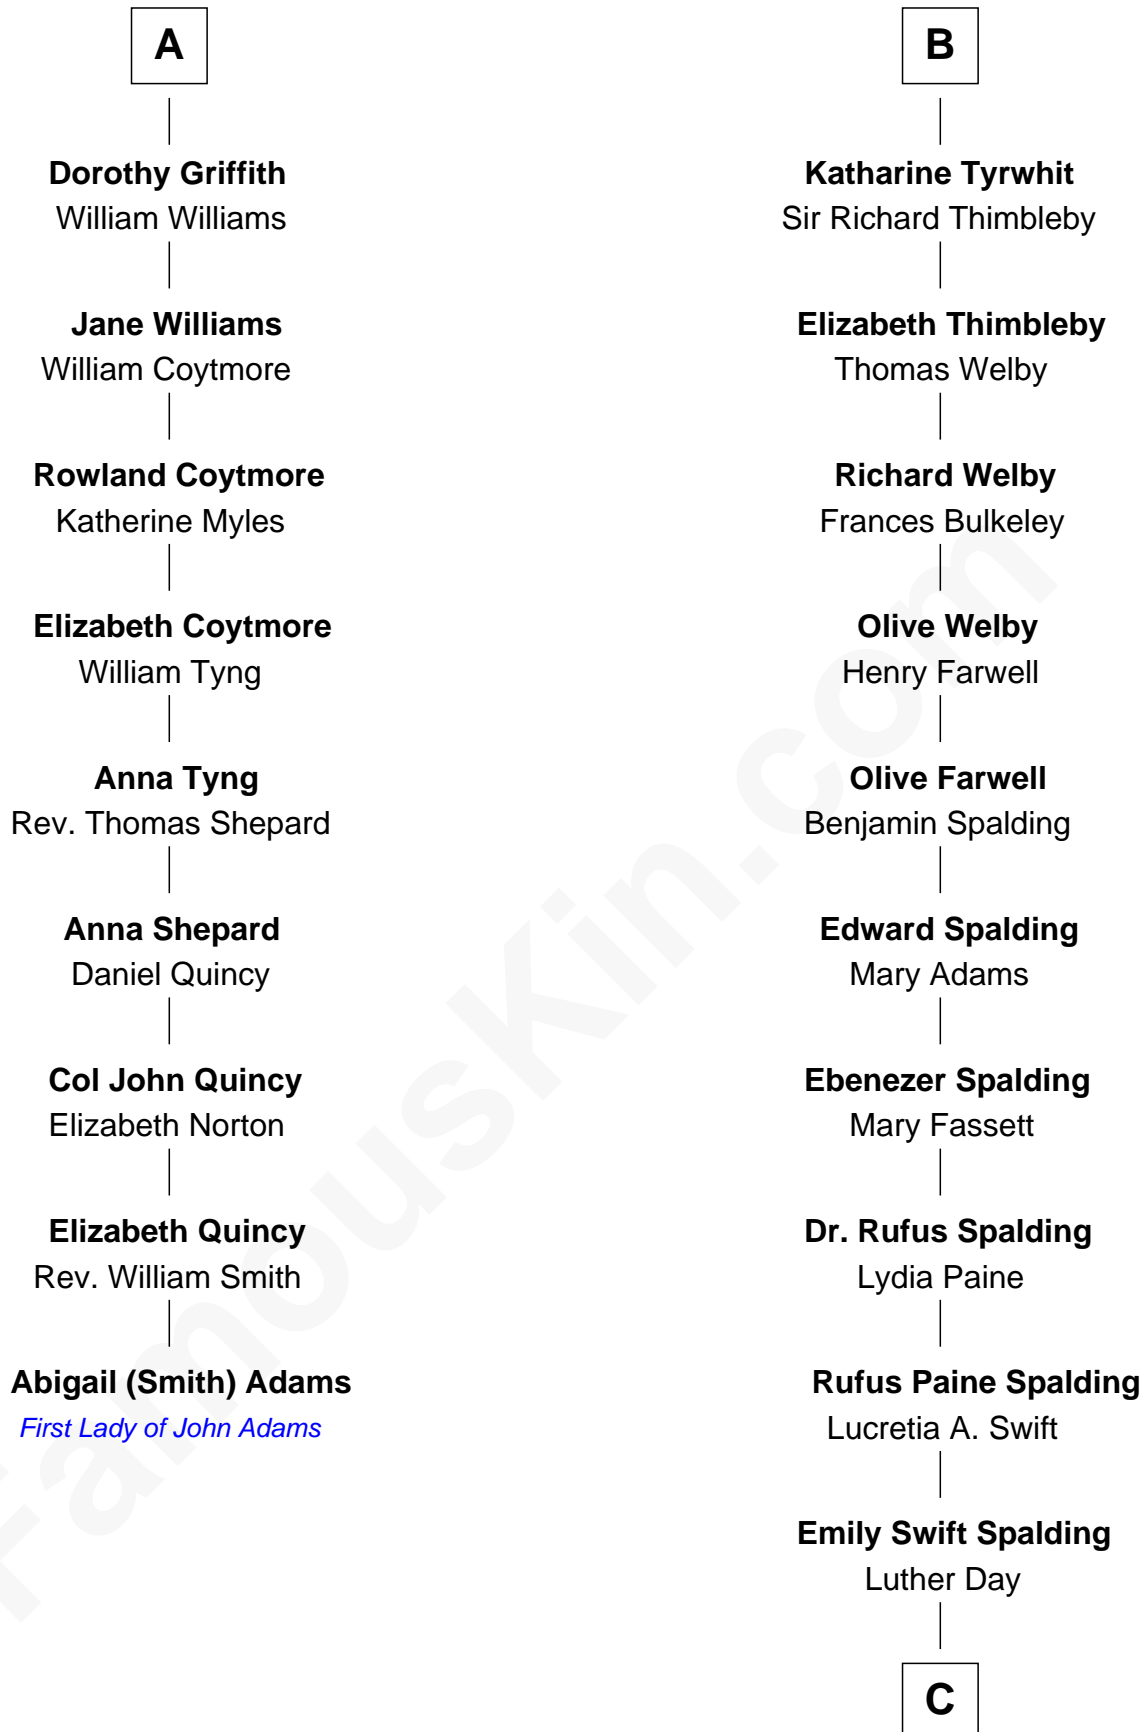 A
Dorothy Griffith
William Williams
Jane Williams
William Coytmore
Rowland Coytmore
Katherine Myles
Elizabeth Coytmore
William Tyng
Anna Tyng
Rev. Thomas Shepard
Anna Shepard
Daniel Quincy
Col John Quincy
Elizabeth Norton
Elizabeth Quincy
Rev. William Smith
Abigail (Smith) Adams
First Lady of John Adams
B
Katharine Tyrwhit
Sir Richard Thimbleby
Elizabeth Thimbleby
Thomas Welby
Richard Welby
Frances Bulkeley
Olive Welby
Henry Farwell
Olive Farwell
Benjamin Spalding
Edward Spalding
Mary Adams
Ebenezer Spalding
Mary Fassett
Dr. Rufus Spalding
Lydia Paine
Rufus Paine Spalding
Lucretia A. Swift
Emily Swift Spalding
Luther Day
C
FamousKin.com